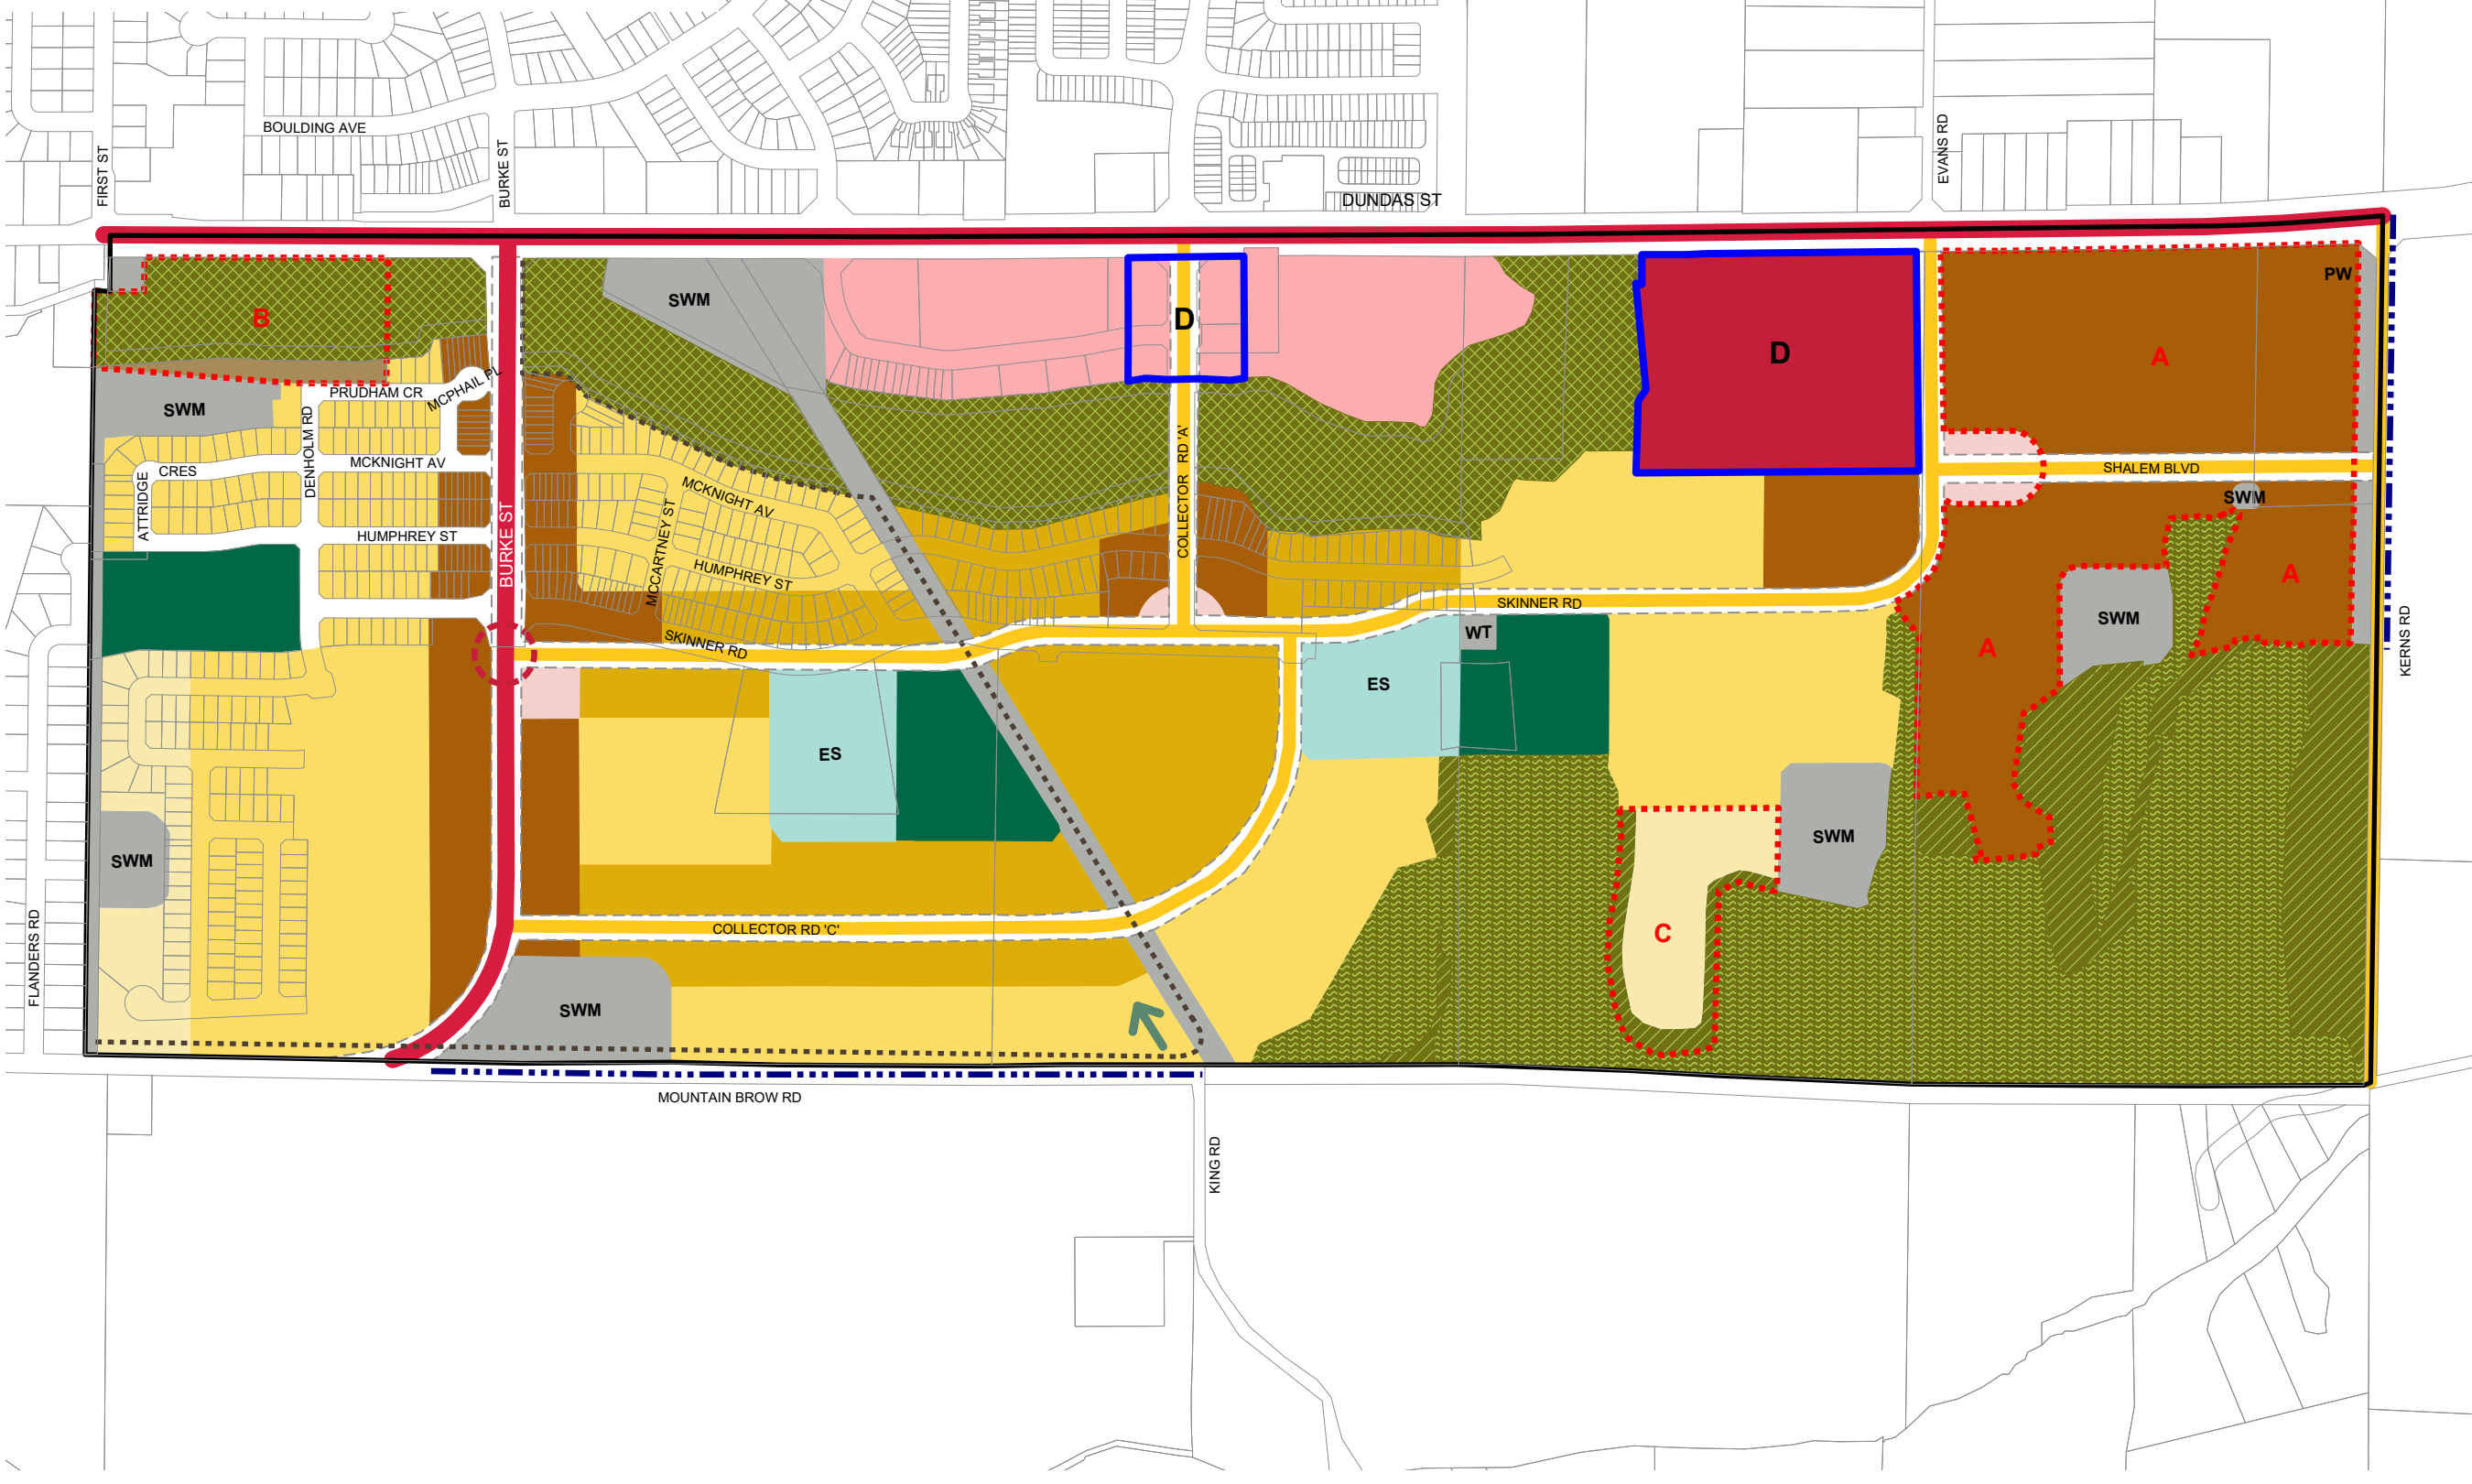 BOULDING AVE
FIRST ST
BURKE ST
EVANS RD
DUNDAS ST
SWM
PW
B
D
D
A
MCPHAIL PL
PRUDHAM CR
SWM
DENHOLM RD
COLLECTOR RD 'A'
MCKNIGHT AV
CRES
SHALEM BLVD
ATTRIDGE
MCKNIGHT AV
SWM
BURKE ST
MCCARTNEY ST
HUMPHREY ST
HUMPHREY ST
A
SKINNER RD
SWM
WT
SKINNER RD
A
KERNS RD
ES
ES
SWM
SWM
FLANDERS RD
COLLECTOR RD 'C'
C
SWM
MOUNTAIN BROW RD
KING RD